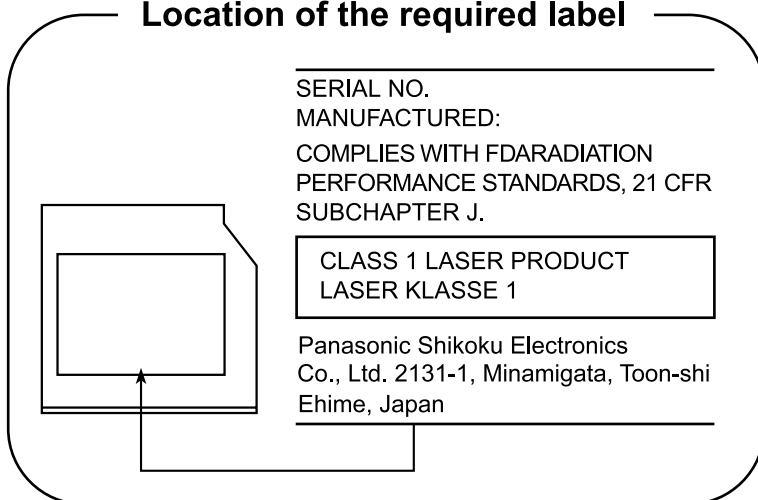 Location of the required label
SERIAL NO.
MANUFACTURED:
COMPLIES WITH FDARADIATION
PERFORMANCE STANDARDS, 21 CFR
SUBCHAPTER J.
CLASS 1 LASER PRODUCT
LASER KLASSE 1
Panasonic Shikoku Electronics
Co., Ltd. 2131-1, Minamigata, Toon-shi
Ehime, Japan